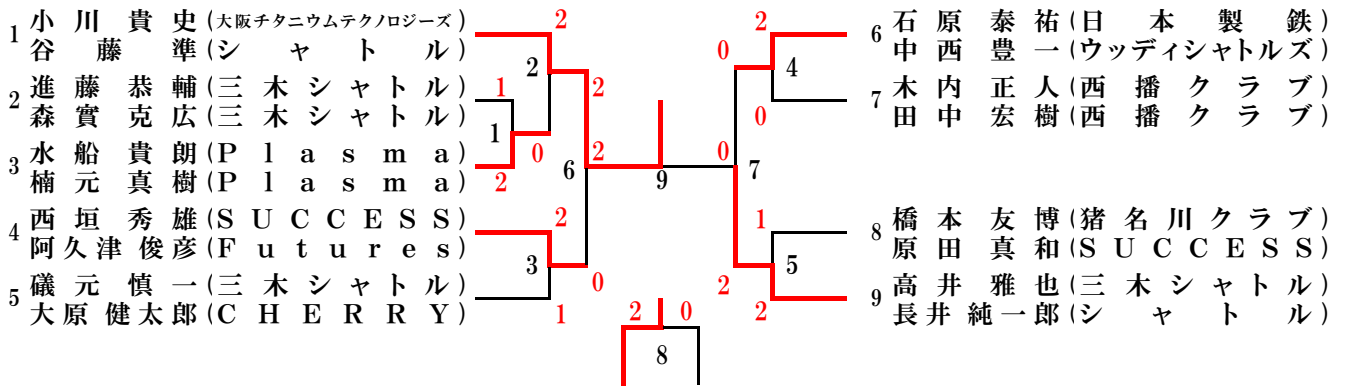 1
小川貴史(大阪チタニウムテクノロジーズ)
谷藤準(シャトル)
2
進藤恭輔(三木シャトル)
森實克広(三木シャトル)
3
水船貴朗(Plasma)
楠元真樹(Plasma)
4
西垣秀雄(SUCCESS)
阿久津俊彦(Futures)
5
礒元慎一(三木シャトル)
大原健太郎(CHERRY)
2
2
1
1
0
2
2
2
6
2
3
0
1
9
2
0
8
2
0
4
0
0
7
1
5
2
2
6
石原泰祐(日本製鉄)
中西豊一(ウッディシャトルズ)
7
木内正人(西播クラブ)
田中宏樹(西播クラブ)
8
橋本友博(猪名川クラブ)
原田真和(SUCCESS)
9
高井雅也(三木シャトル)
長井純一郎(シャトル)